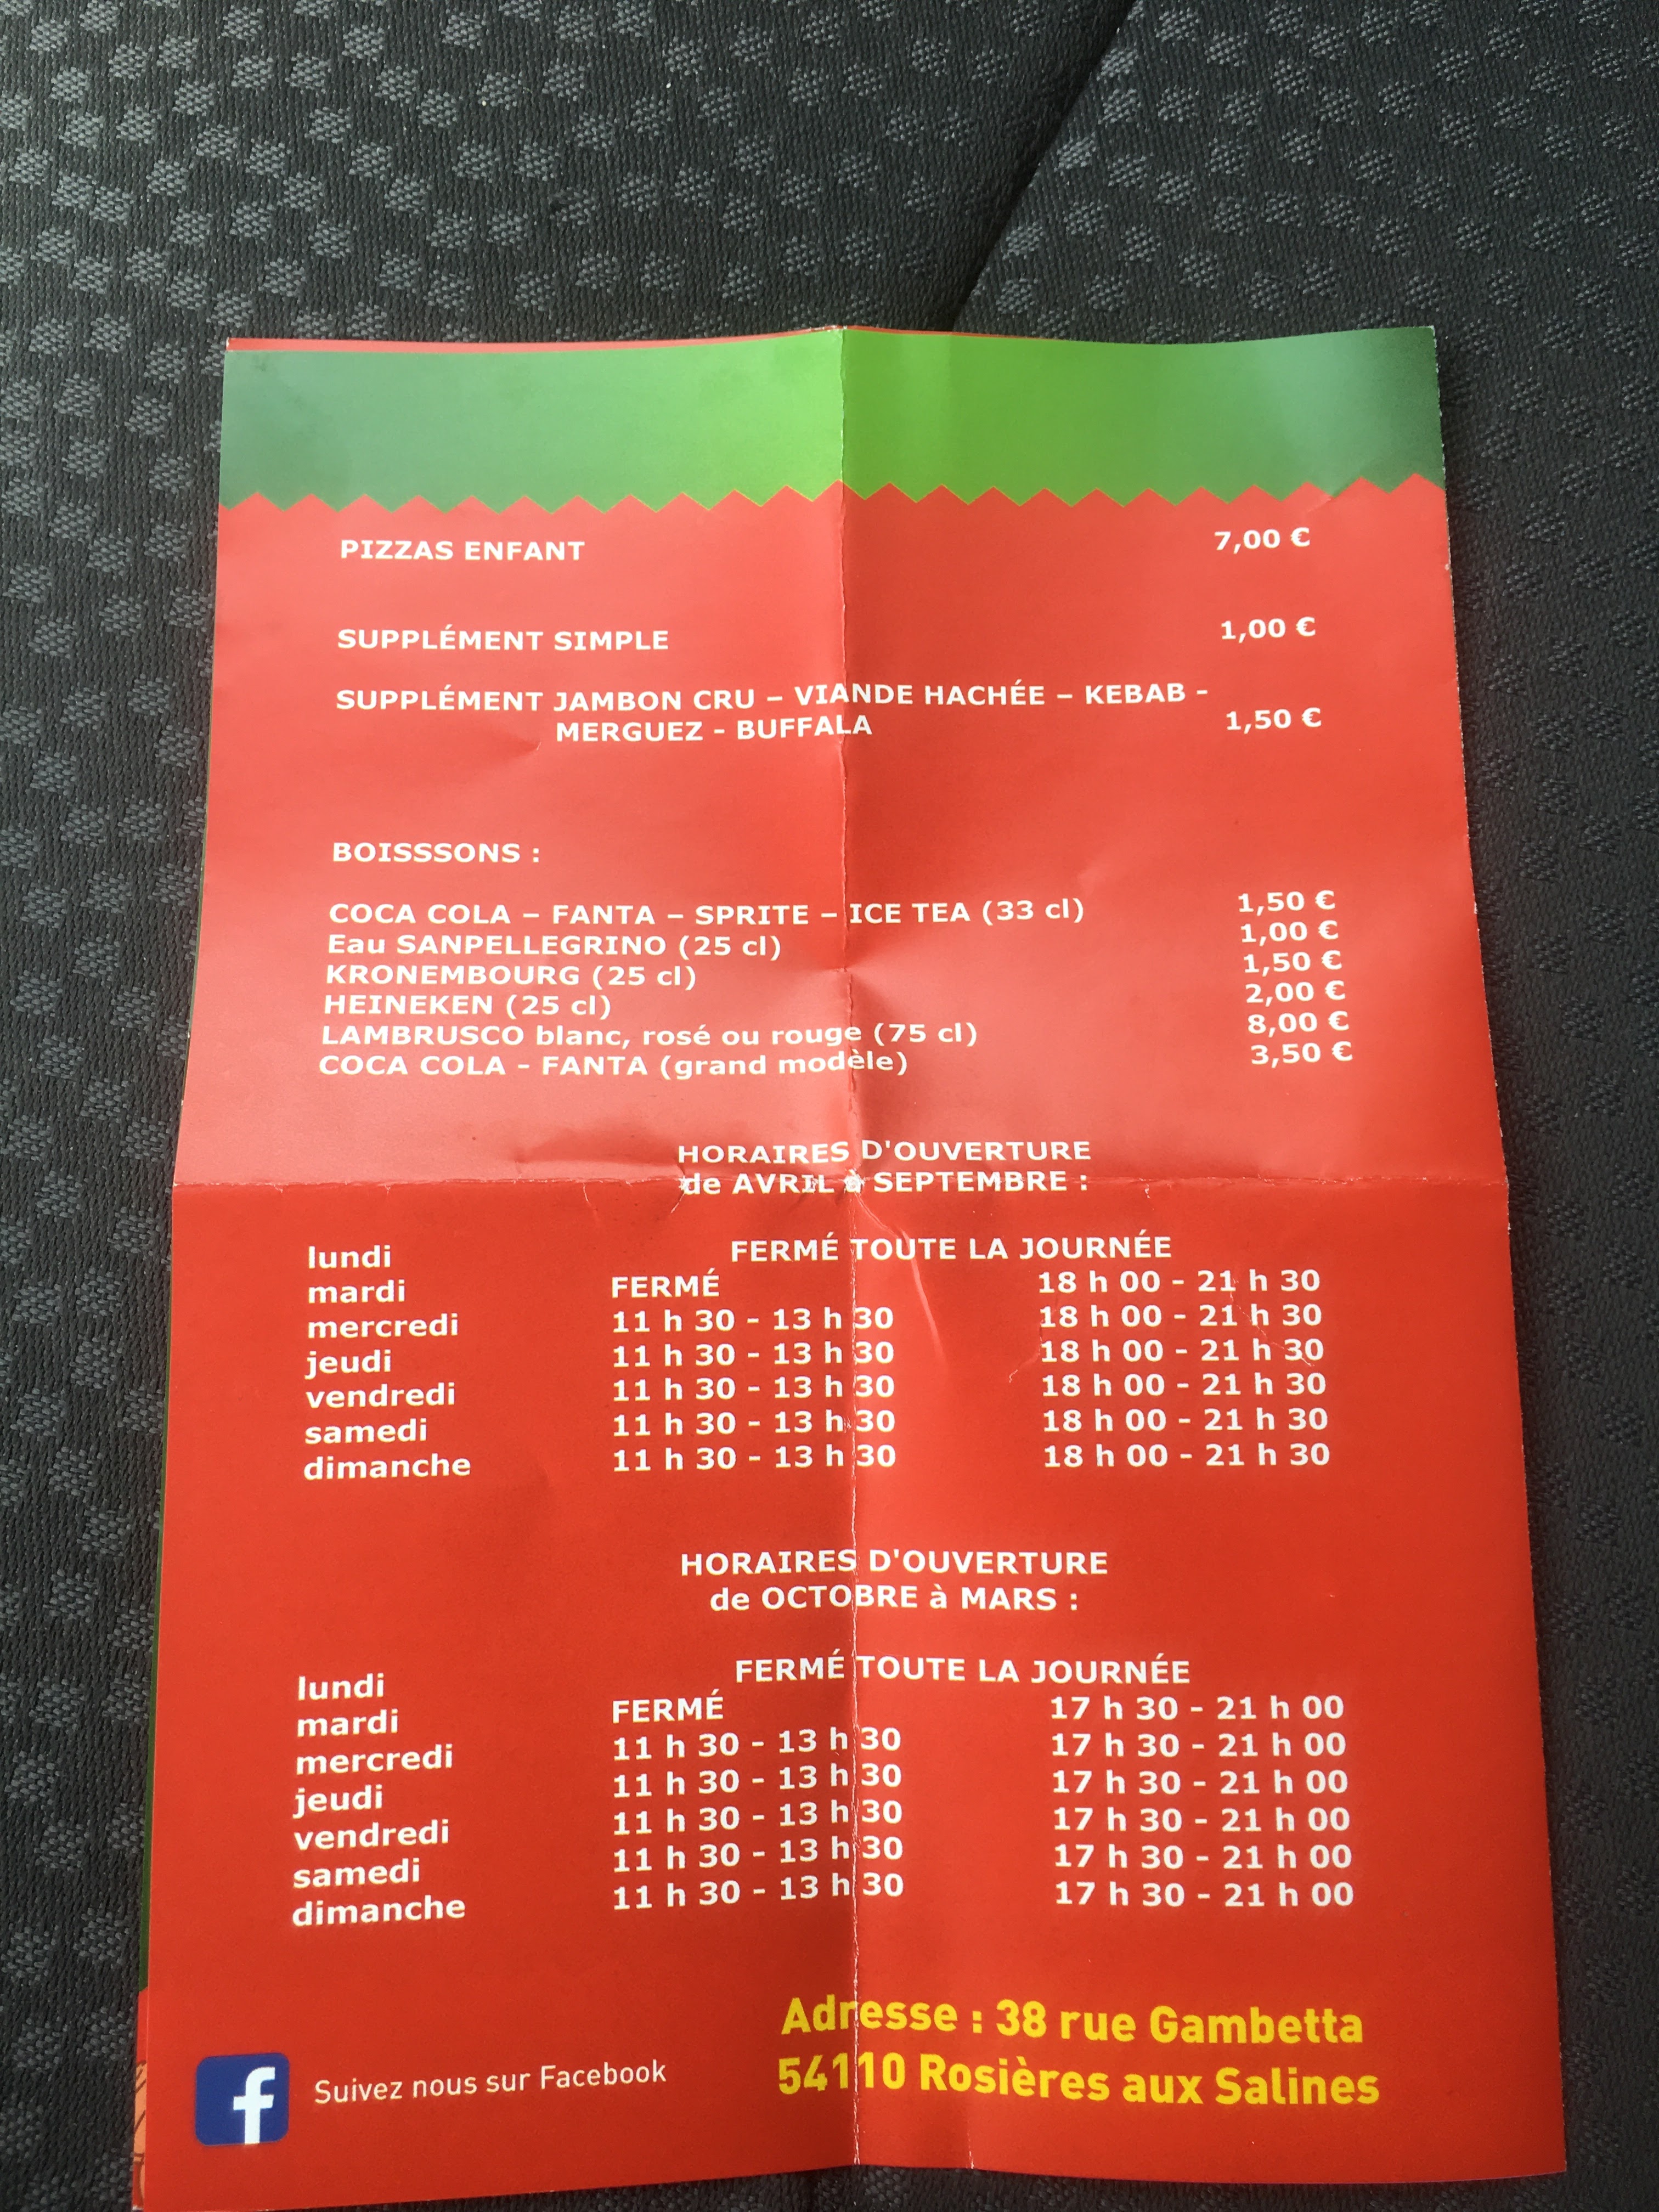 PIZZAS ENFANT 7,00 €
SUPPLÉMENT SIMPLE 1,00 €
SUPPLÉMENT JAMBON CRU – VIANDE HACHÉE – KEBAB -
MERGUEZ - BUFFALA 1,50 €
BOISSSONS :
COCA COLA – FANTA – SPRITE – ICE TEA (33 cl) 1,50 €
Eau SANPELLEGRINO (25 cl) 1,00 €
KRONEMBOURG (25 cl) 1,50 €
HEINEKEN (25 cl) 2,00 €
LAMBRUSCO blanc, rosé ou rouge (75 cl) 8,00 €
COCA COLA - FANTA (grand modèle) 3,50 €
HORAIRES D'OUVERTURE
de AVRIL à SEPTEMBRE :
lundi FERMÉ TOUTE LA JOURNÉE
mardi FERMÉ 18 h 00 - 21 h 30
mercredi 11 h 30 - 13 h 30 18 h 00 - 21 h 30
jeudi 11 h 30 - 13 h 30 18 h 00 - 21 h 30
vendredi 11 h 30 - 13 h 30 18 h 00 - 21 h 30
samedi 11 h 30 - 13 h 30 18 h 00 - 21 h 30
dimanche 11 h 30 - 13 h 30 18 h 00 - 21 h 30
HORAIRES D'OUVERTURE
de OCTOBRE à MARS :
lundi FERMÉ TOUTE LA JOURNÉE
mardi FERMÉ 17 h 30 - 21 h 00
mercredi 11 h 30 - 13 h 30 17 h 30 - 21 h 00
jeudi 11 h 30 - 13 h 30 17 h 30 - 21 h 00
vendredi 11 h 30 - 13 h 30 17 h 30 - 21 h 00
samedi 11 h 30 - 13 h 30 17 h 30 - 21 h 00
dimanche 11 h 30 - 13 h 30 17 h 30 - 21 h 00
Adresse : 38 rue Gambetta
54110 Rosières aux Salines
f Suivez nous sur Facebook